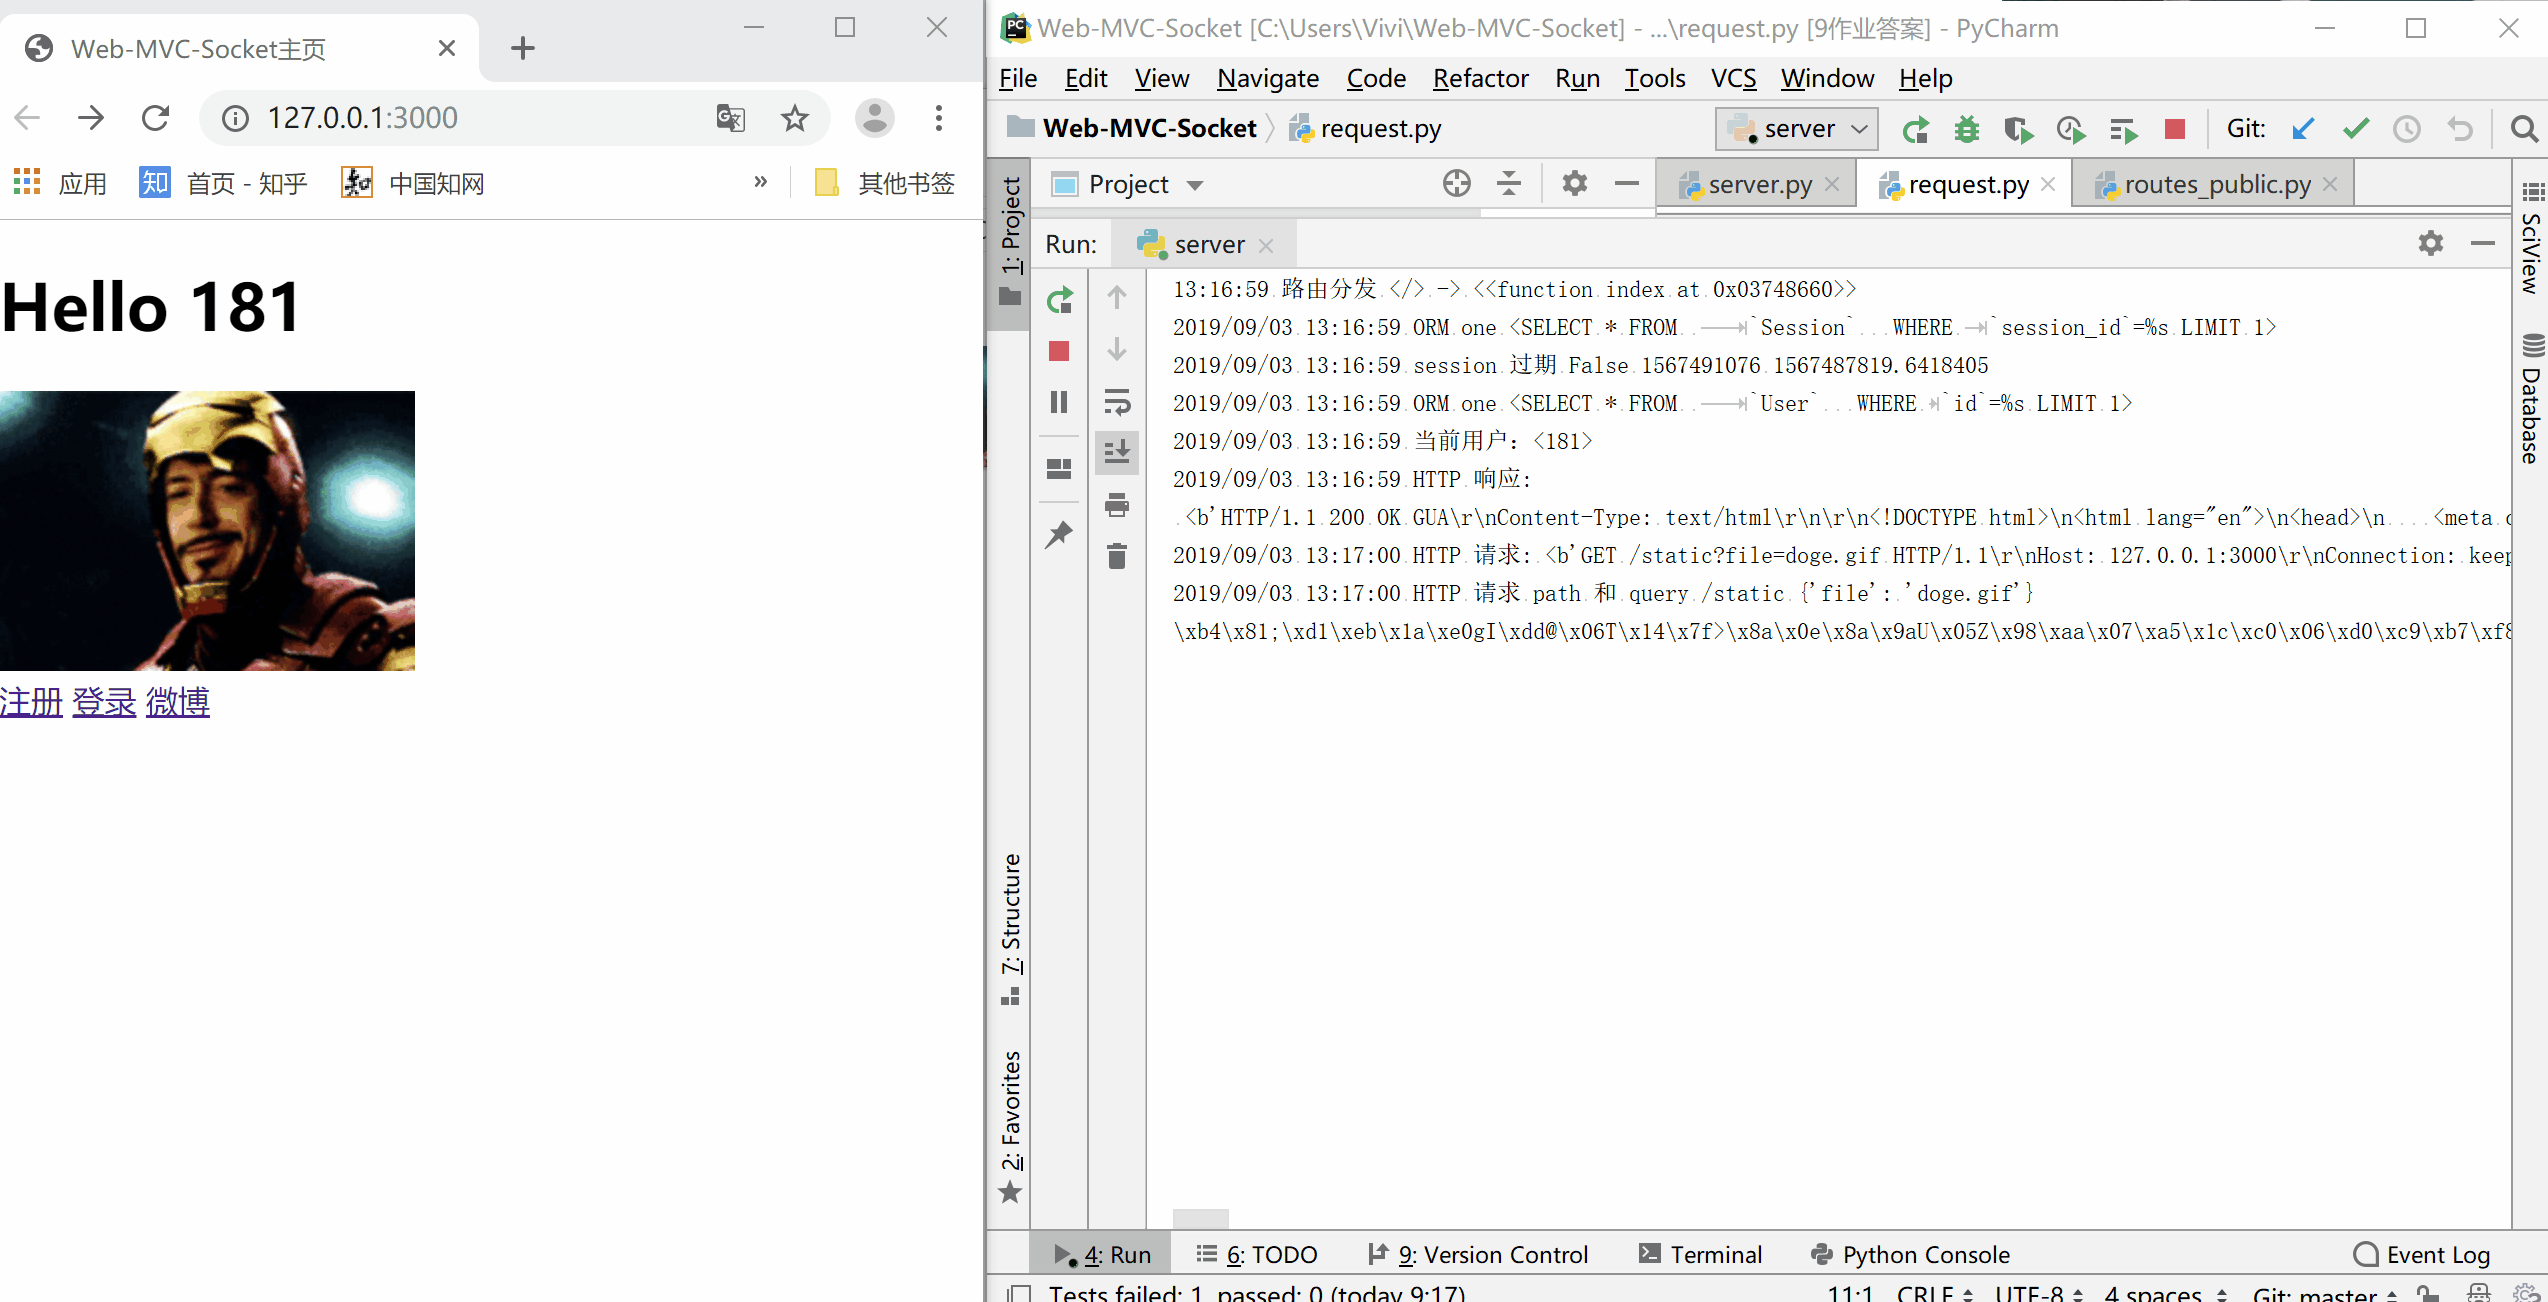 Web-MVC-Socket主页
127.0.0.1:3000
应用 知 首页 - 知乎 中国知网 » 其他书签
Hello 181
注册 登录 微博
Web-MVC-Socket [C:\Users\Vivi\Web-MVC-Socket] - ...\request.py [9作业答案] - PyCharm
File Edit View Navigate Code Refactor Run Tools VCS Window Help
Web-MVC-Socket request.py server Git:
Project server.py request.py routes_public.py
Run: server
13:16:59 路由分发 </> -> <<function index at 0x03748660>>
2019/09/03 13:16:59 ORM one <SELECT * FROM `Session` WHERE `session_id`=%s LIMIT 1>
2019/09/03 13:16:59 session 过期 False 1567491076 1567487819.6418405
2019/09/03 13:16:59 ORM one <SELECT * FROM `User` WHERE `id`=%s LIMIT 1>
2019/09/03 13:16:59 当前用户: <181>
2019/09/03 13:16:59 HTTP 响应:
<b'HTTP/1.1 200 OK GUA\r\nContent-Type: text/html\r\n\r\n<!DOCTYPE html>\n<html lang="en">\n<head>\n <meta c
2019/09/03 13:17:00 HTTP 请求: <b'GET /static?file=doge.gif HTTP/1.1\r\nHost: 127.0.0.1:3000\r\nConnection: keep
2019/09/03 13:17:00 HTTP 请求 path 和 query /static {'file': 'doge.gif'}
\xb4\x81;\xd1\xeb\x1a\xe0gI\xdd@\x06T\x14\x7f>\x8a\x0e\x8a\x9aU\x05Z\x98\xaa\x07\xa5\x1c\xc0\x06\xd0\xc9\xb7\xf8
1: Project
7: Structure
2: Favorites
SciView
Database
4: Run 6: TODO 9: Version Control Terminal Python Console Event Log
Tests failed: 1, passed: 0 (today 9:17) 11:1 CRLF UTF-8 4 spaces Git: master